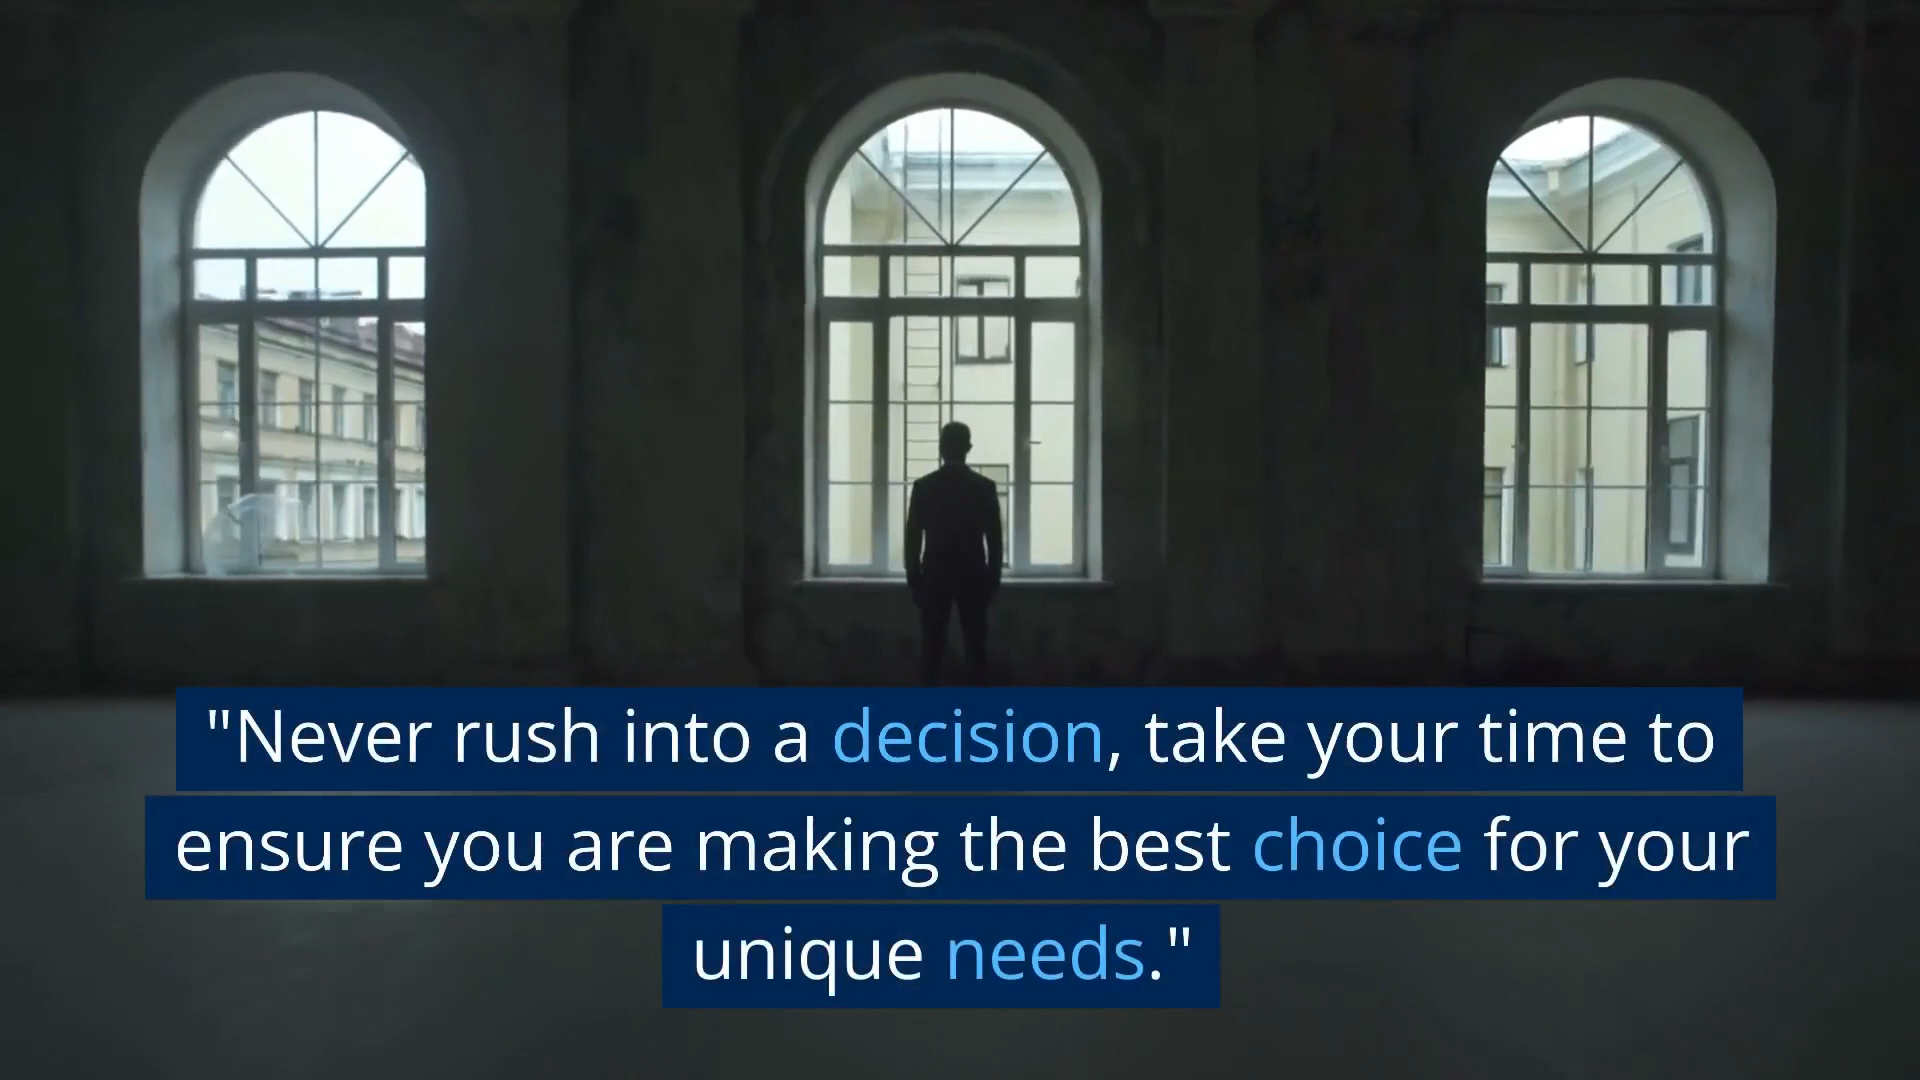 "Never rush into a decision, take your time to
ensure you are making the best choice for your
unique needs."